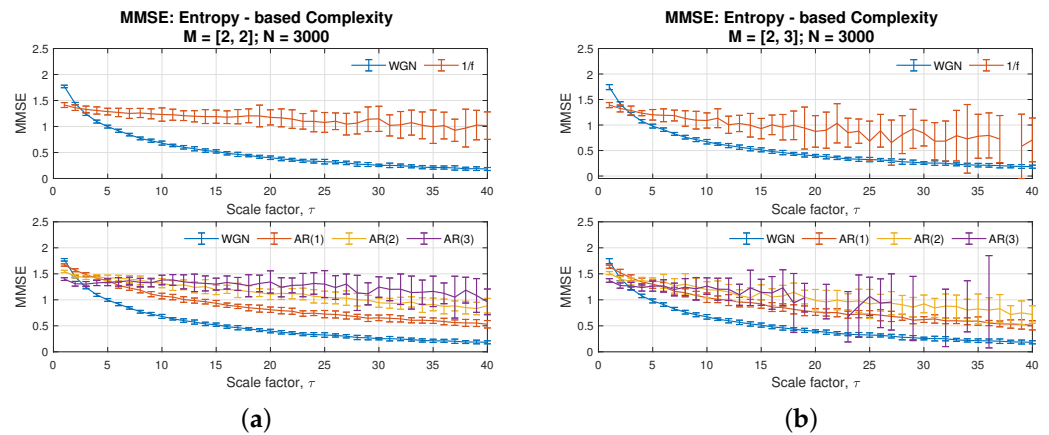 MMSE: Entropy - based Complexity
M = [2, 2]; N = 3000
2.5
2
1.5
1
0.5
0
MMSE
WGN 1/f
0 5 10 15 20 25 30 35 40
Scale factor, τ
2.5
2
1.5
1
0.5
0
MMSE
WGN AR(1) AR(2) AR(3)
0 5 10 15 20 25 30 35 40
Scale factor, τ
(a)
MMSE: Entropy - based Complexity
M = [2, 3]; N = 3000
2.5
2
1.5
1
0.5
0
MMSE
WGN 1/f
0 5 10 15 20 25 30 35 40
Scale factor, τ
2.5
2
1.5
1
0.5
0
MMSE
WGN AR(1) AR(2) AR(3)
0 5 10 15 20 25 30 35 40
Scale factor, τ
(b)